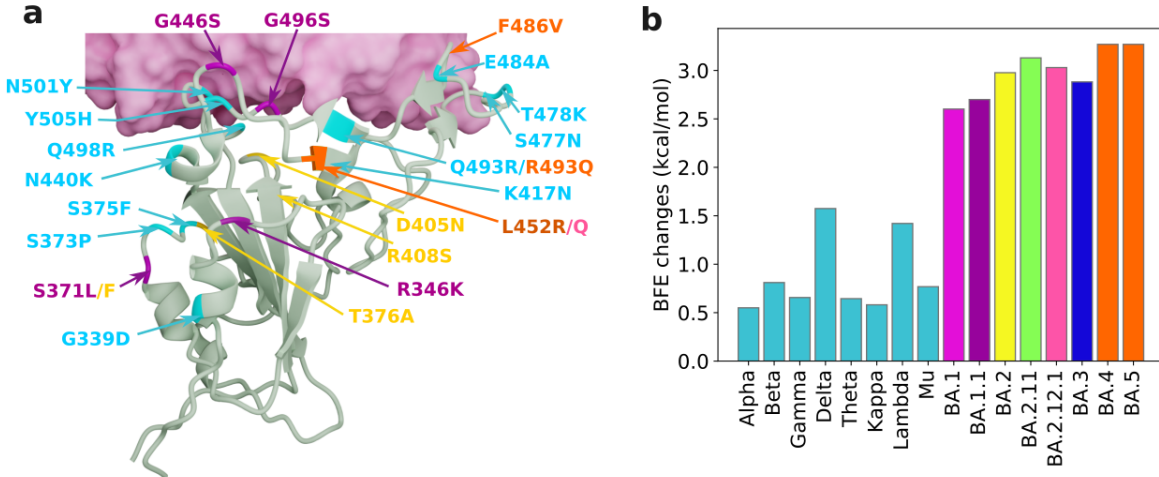 a
G446S
G496S
F486V
E484A
N501Y
Y505H
T478K
S477N
Q498R
Q493R/R493Q
N440K
K417N
S375F
D405N
L452R/Q
S373P
R408S
S371L/F
R346K
T376A
G339D
b
BFE changes (kcal/mol)
3.0
2.5
2.0
1.5
1.0
0.5
0.0
Alpha
Beta
Gamma
Delta
Theta
Kappa
Lambda
Mu
BA.1
BA.1.1
BA.2
BA.2.11
BA.2.12.1
BA.3
BA.4
BA.5